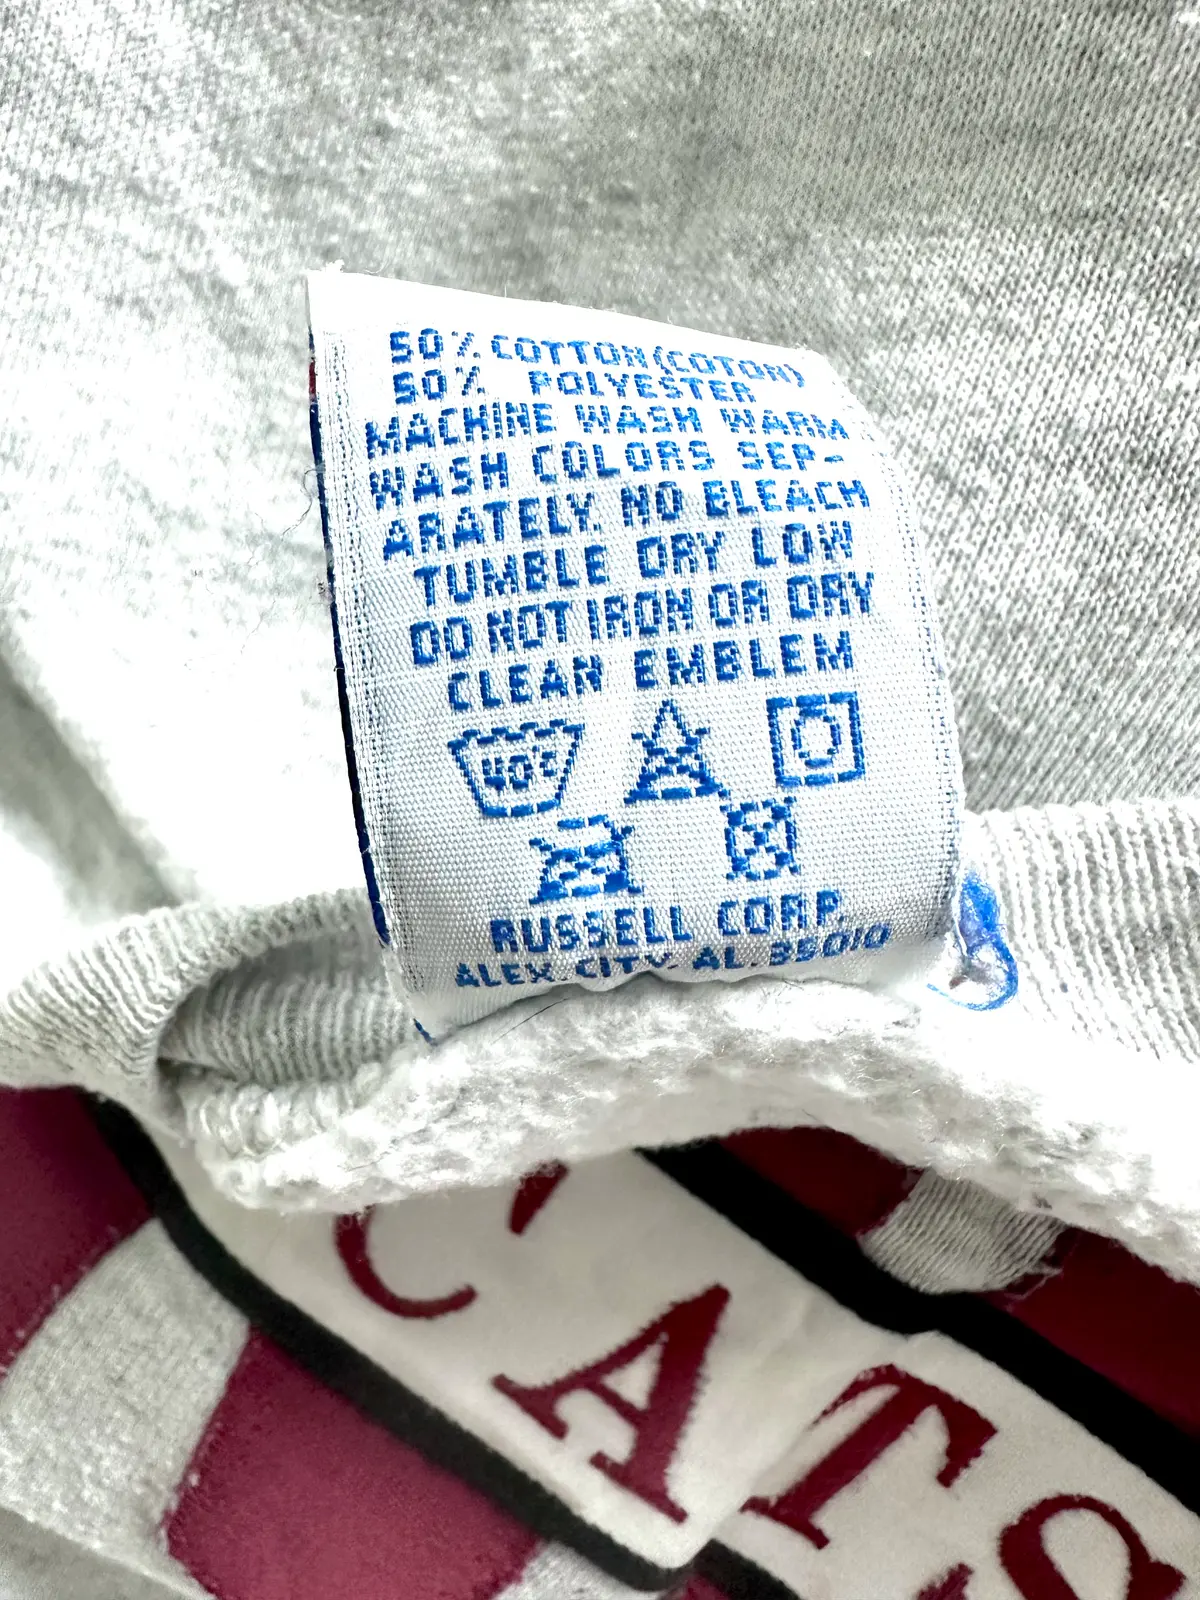 50% COTTON (COTON)
50% POLYESTER
MACHINE WASH WARM
WASH COLORS SEP-
ARATELY. NO BLEACH
TUMBLE DRY LOW
DO NOT IRON OR DRY
CLEAN EMBLEM
40°C
RUSSELL CORP.
ALEX CITY AL. 35010
CATS